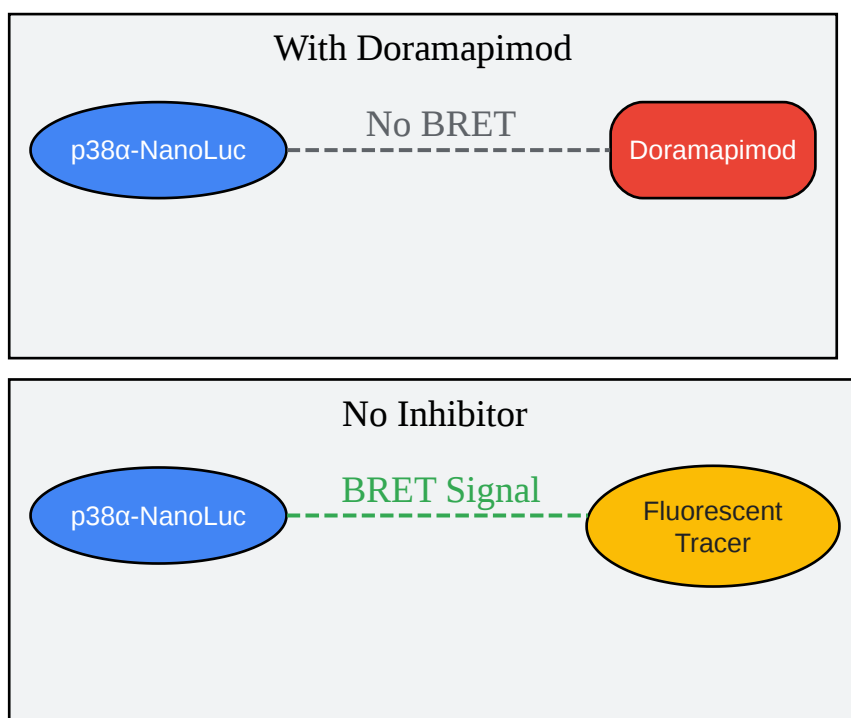 With Doramapimod
No BRET
p38α-NanoLuc
Doramapimod
No Inhibitor
BRET Signal
p38α-NanoLuc
Fluorescent
Tracer